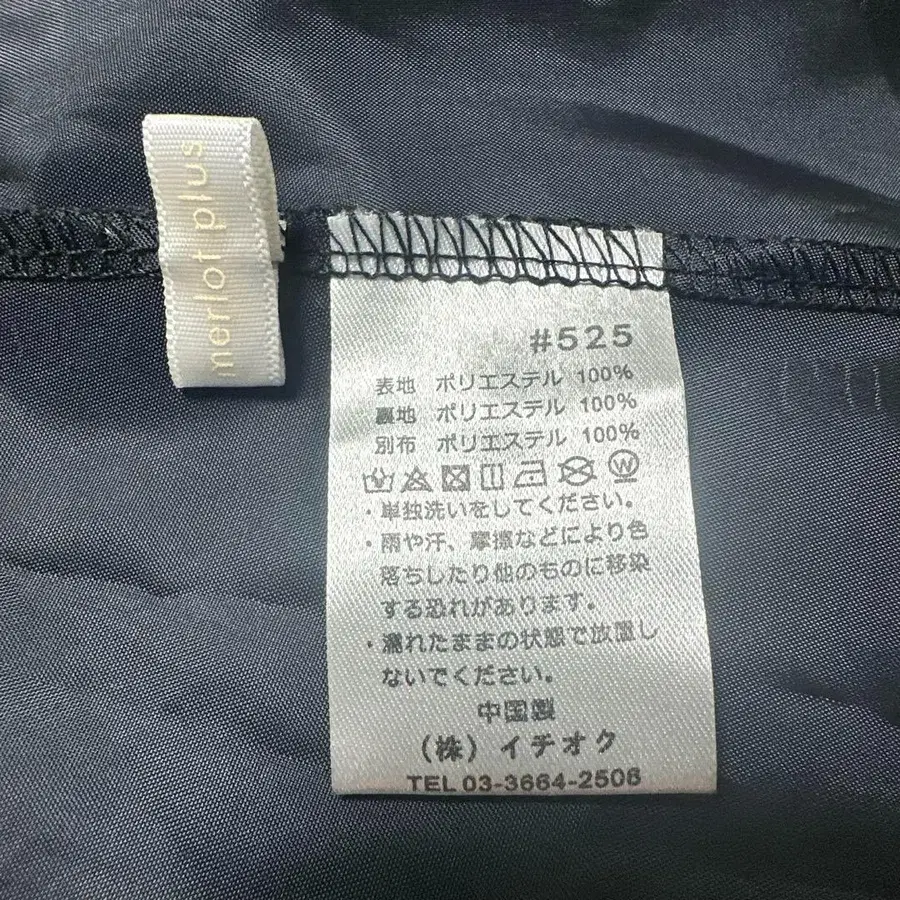 merlot plus
#525
表地 ポリエステル 100%
裏地 ポリエステル 100%
別布 ポリエステル 100%
W
・単独洗いをしてください。
・雨や汗、摩擦などにより色
落ちしたり他のものに移染
する恐れがあります。
・濡れたままの状態で放置し
ないでください。
中国製
(株)イチオク
TEL 03-3664-2506